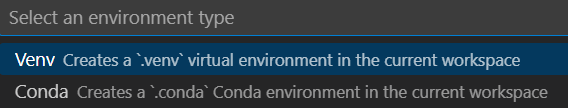 Select an environment type
Venv Creates a `.venv` virtual environment in the current workspace
Conda Creates a `.conda` Conda environment in the current workspace